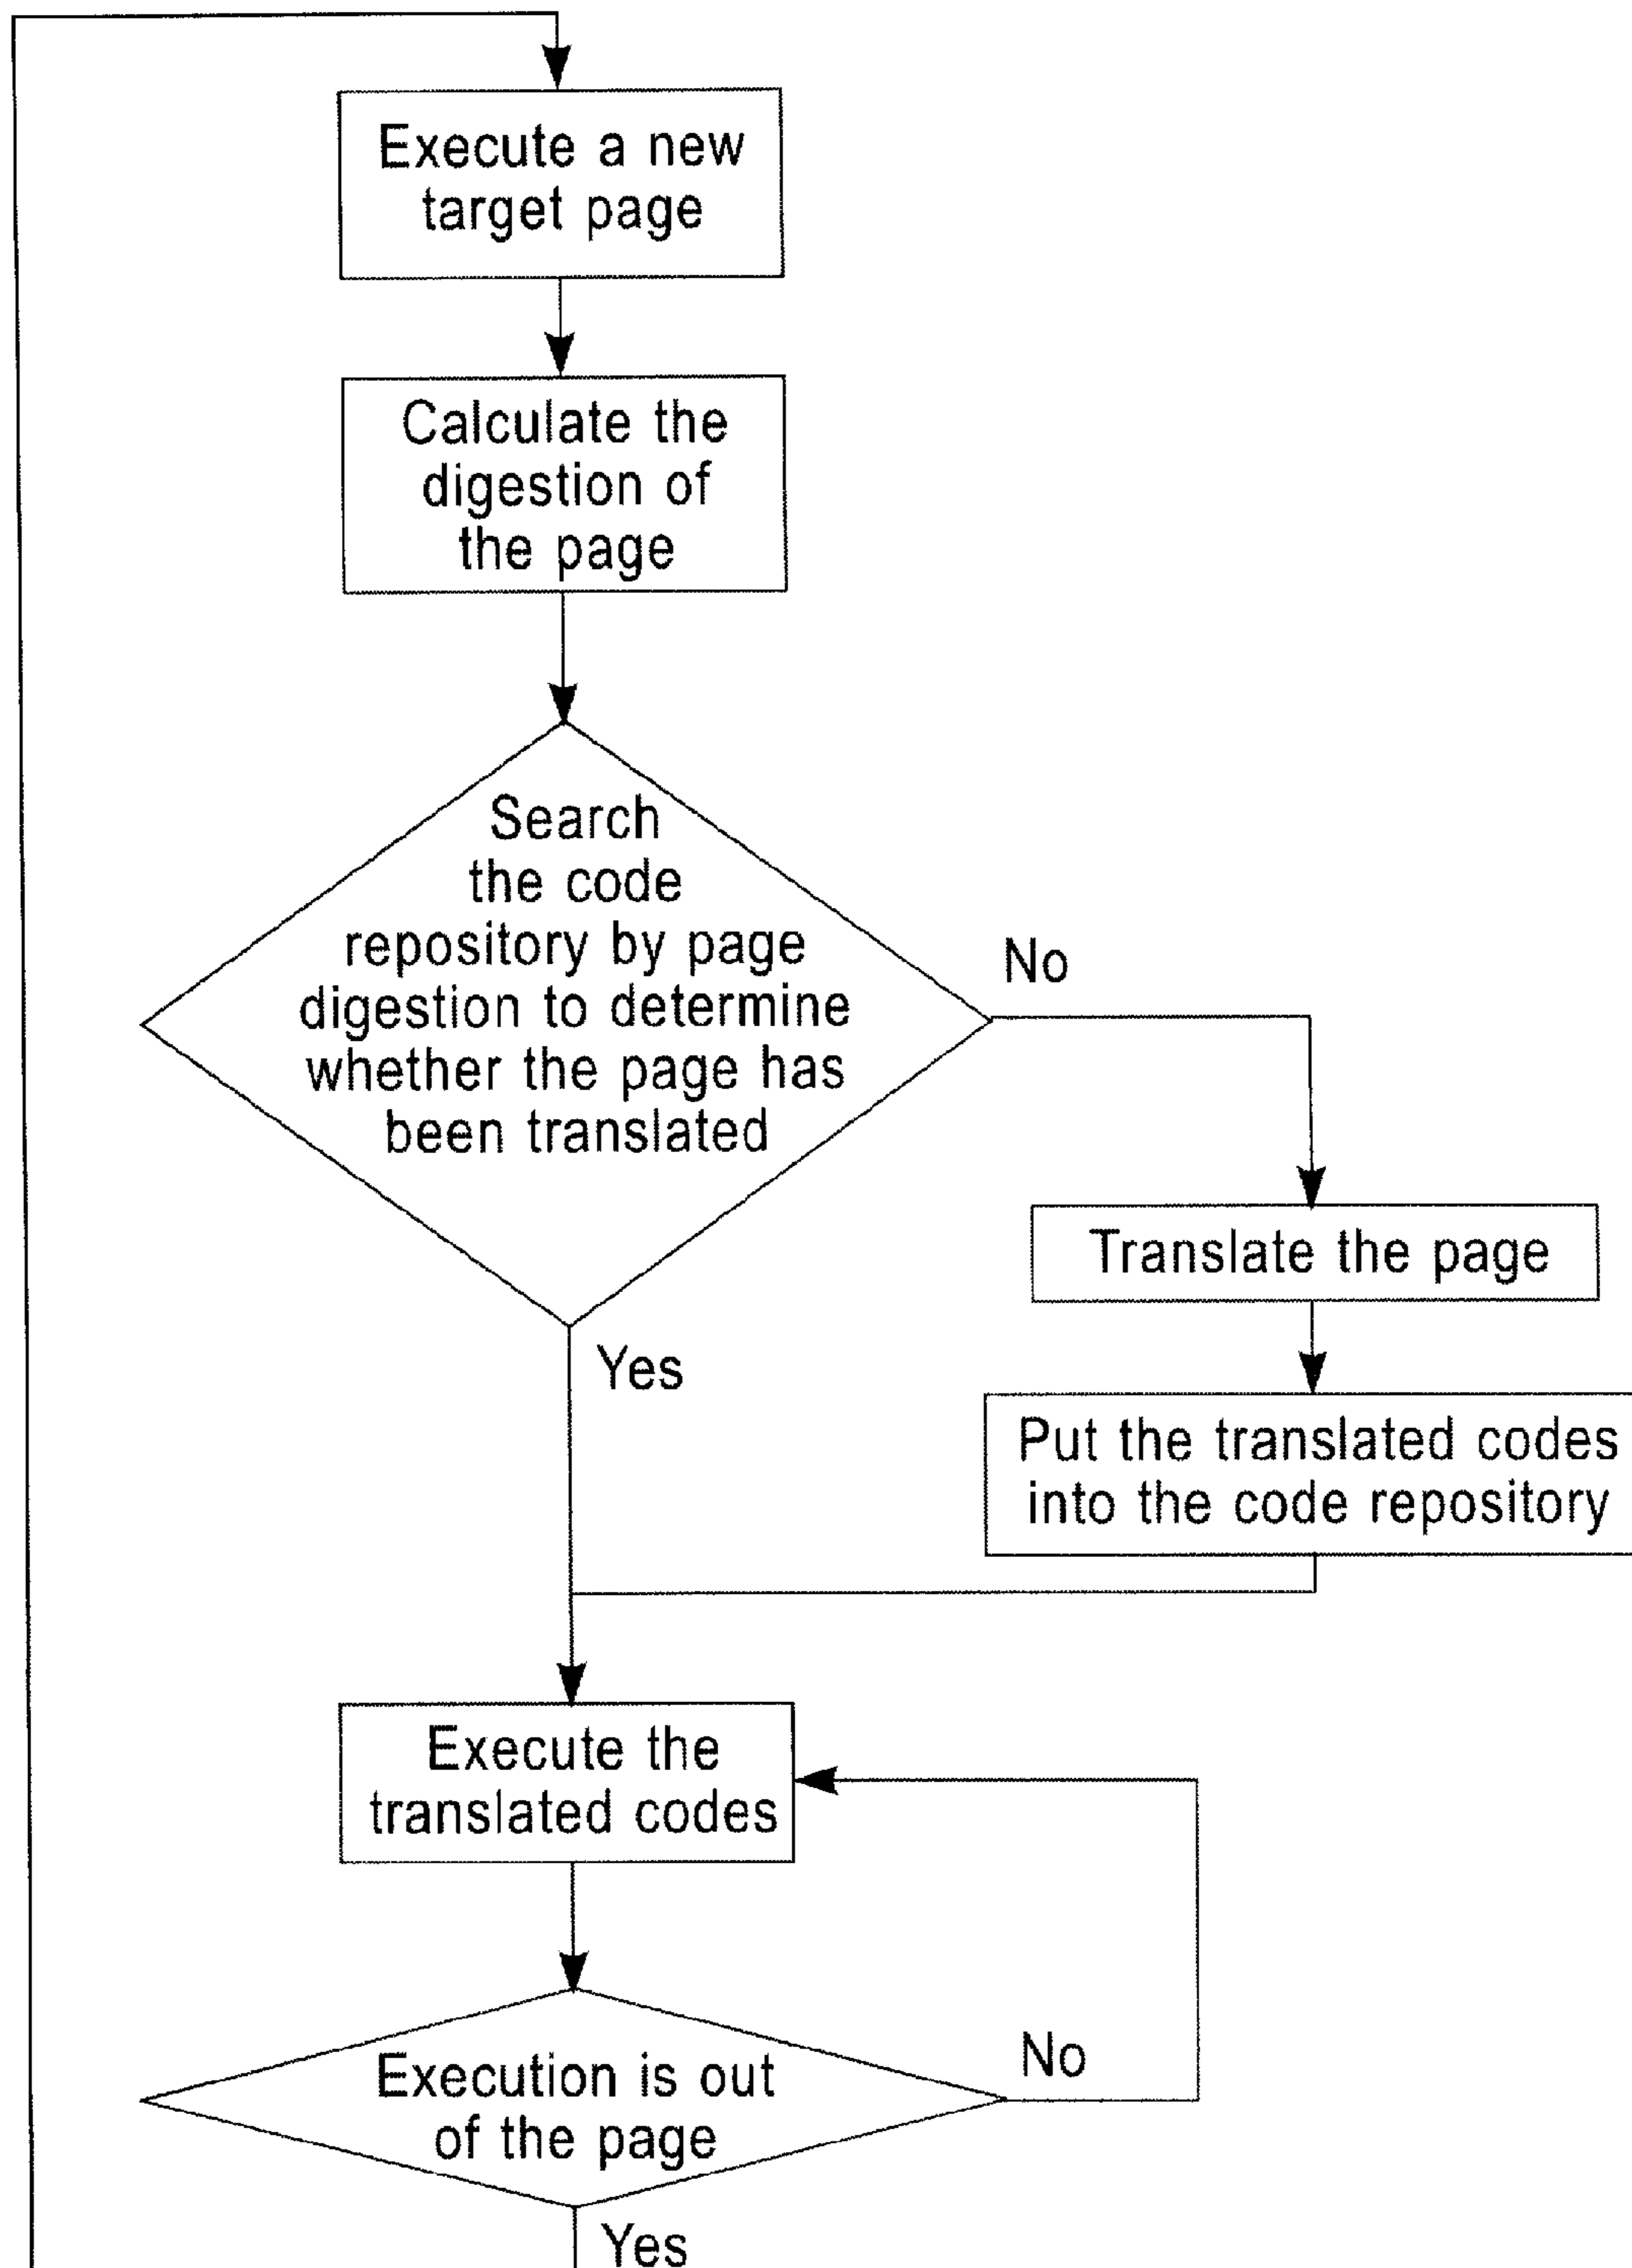 Execute a new
target page
Calculate the
digestion of
the page
Search
the code
repository by page
digestion to determine
whether the page has
been translated
No
Translate the page
Yes
Put the translated codes
into the code repository
Execute the
translated codes
Execution is out
of the page
No
Yes